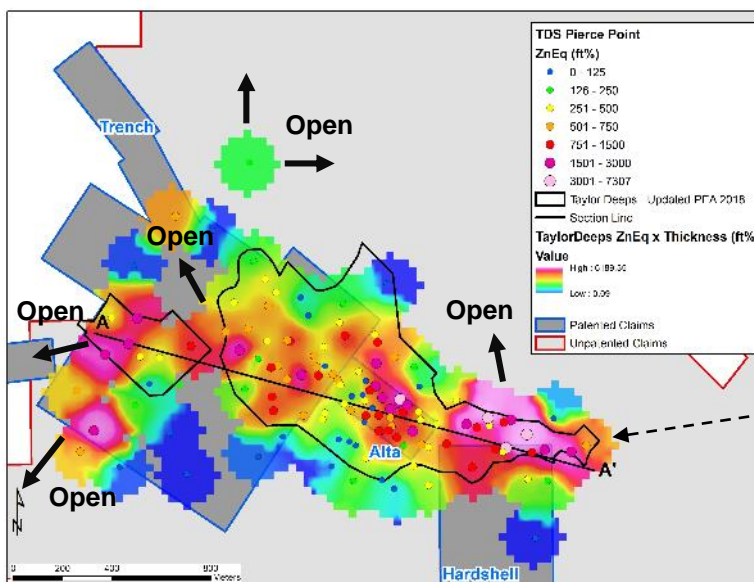 TDS Pierce Point
ZnEq (ft%)
0 - 125
126 - 250
251 - 500
501 - 750
751 - 1500
1501 - 3000
3001 - 7307
Taylor Deeps - Updated PEA 2018
Section Line
TaylorDeeps ZnEq x Thickness (ft%
Value
Low : 0.09
Patented Claims
Unpatented Claims
Trench
Open
Open
Open
A
Open
Alta
A'
Open
N
0 200 400 800
Meters
Hardshell